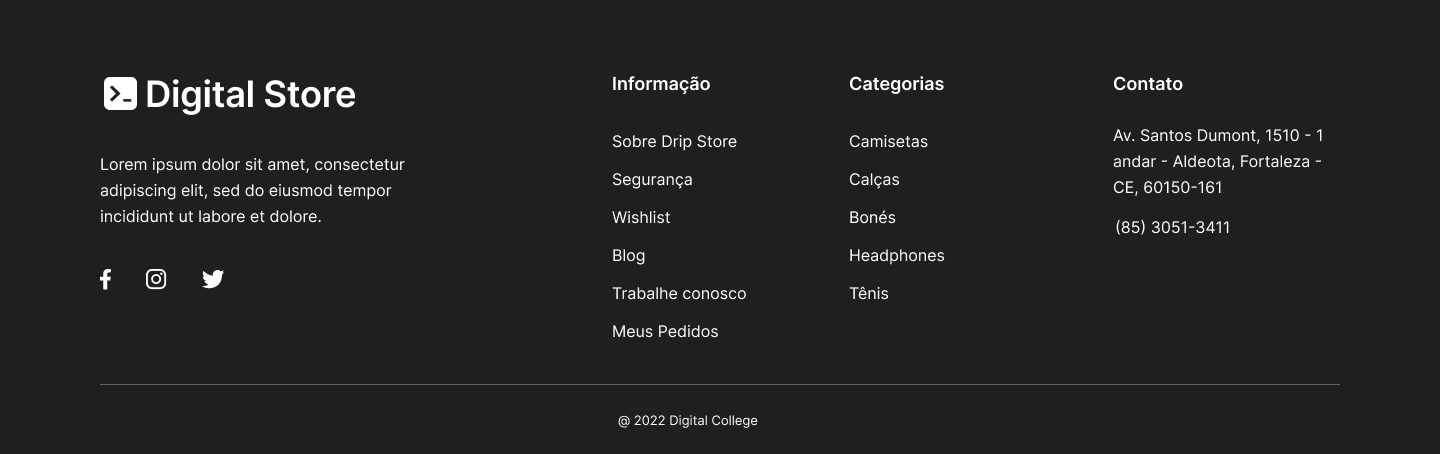 Digital Store
Lorem ipsum dolor sit amet, consectetur
adipiscing elit, sed do eiusmod tempor
incididunt ut labore et dolore.
Informação
Sobre Drip Store
Segurança
Wishlist
Blog
Trabalhe conosco
Meus Pedidos
Categorias
Camisetas
Calças
Bonés
Headphones
Tênis
Contato
Av. Santos Dumont, 1510 - 1
andar - Aldeota, Fortaleza -
CE, 60150-161
(85) 3051-3411
@ 2022 Digital College